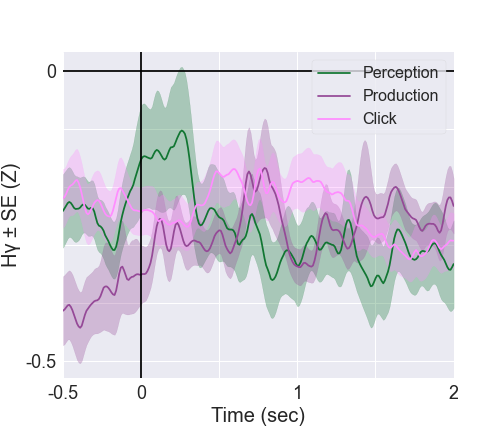 Perception
Production
Click
Hγ ± SE (Z)
0
-0.5
-0.5 0 1 2
Time (sec)